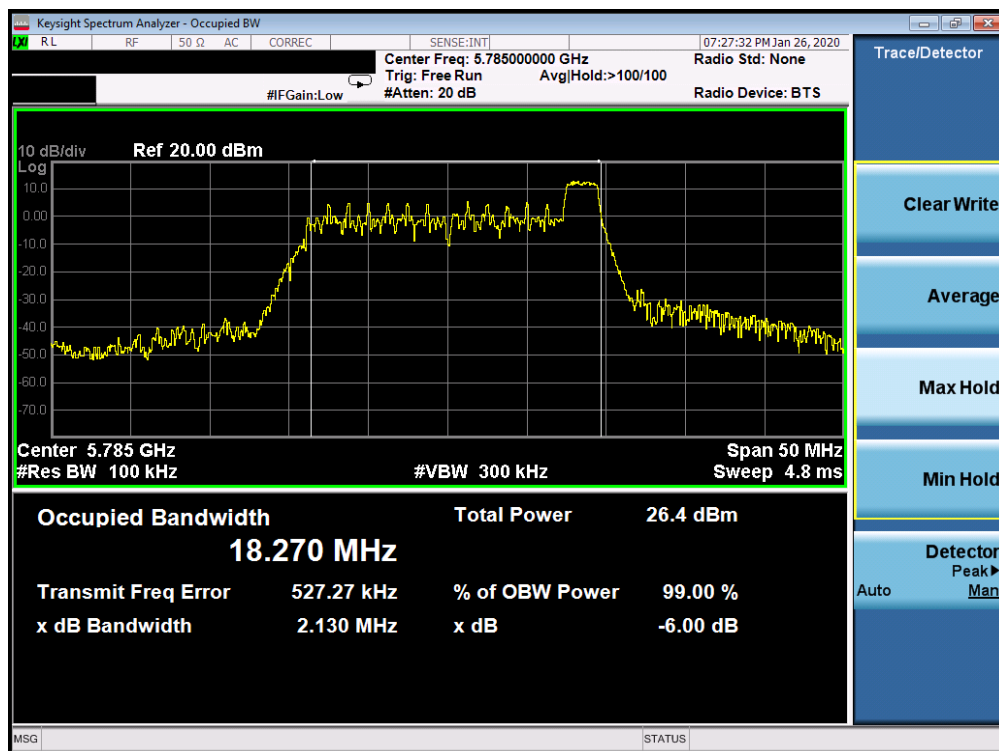 Keysight Spectrum Analyzer - Occupied BW
LXI RL RF 50 Ω AC CORREC SENSE:INT 07:27:32 PM Jan 26, 2020
Center Freq: 5.785000000 GHz Radio Std: None
Trig: Free Run Avg|Hold:>100/100
#IFGain:Low #Atten: 20 dB Radio Device: BTS
10 dB/div Ref 20.00 dBm
Log
10.0
0.00
-10.0
-20.0
-30.0
-40.0
-50.0
-60.0
-70.0
Center 5.785 GHz Span 50 MHz
#Res BW 100 kHz #VBW 300 kHz Sweep 4.8 ms
Occupied Bandwidth Total Power 26.4 dBm
18.270 MHz
Transmit Freq Error 527.27 kHz % of OBW Power 99.00 %
x dB Bandwidth 2.130 MHz x dB -6.00 dB
MSG STATUS
Trace/Detector
Clear Write
Average
Max Hold
Min Hold
Detector
Peak▶
Auto Man